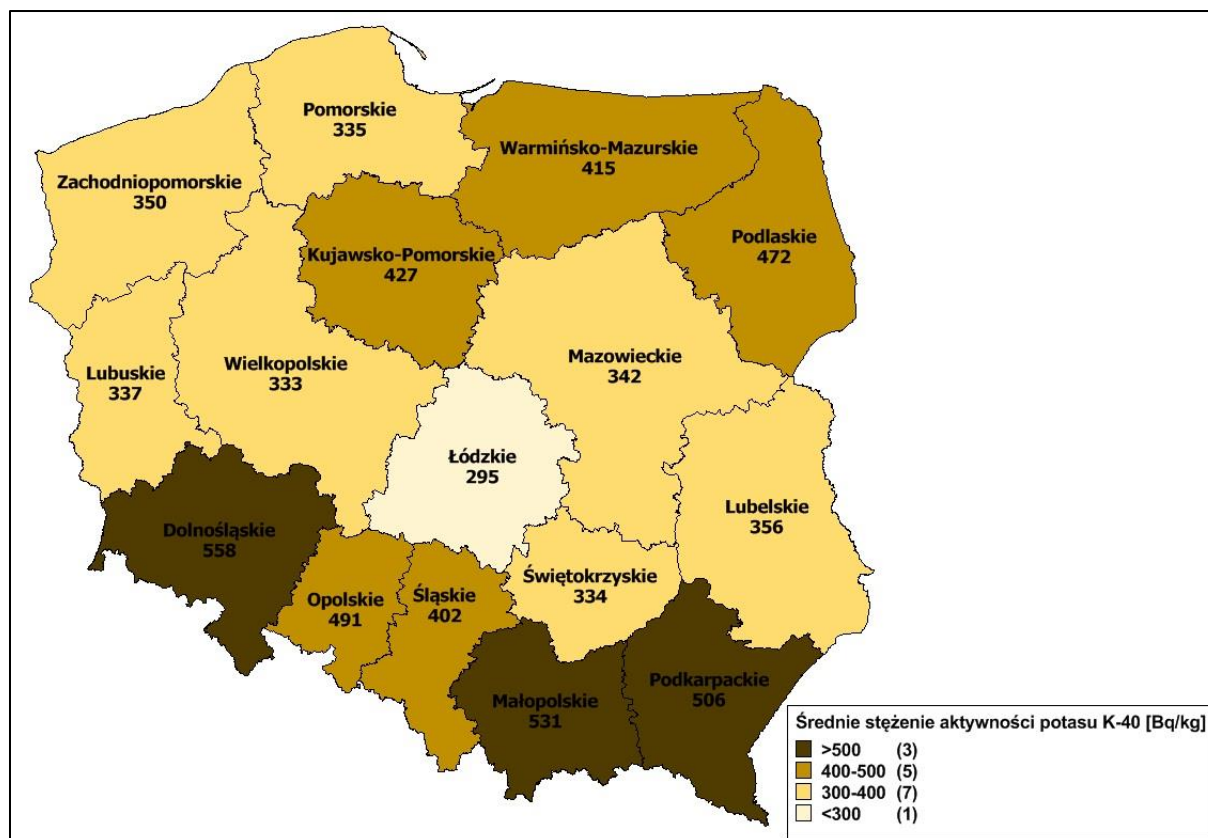 Pomorskie
335
Warmińsko-Mazurskie
415
Zachodniopomorskie
350
Podlaskie
472
Kujawsko-Pomorskie
427
Mazowieckie
342
Wielkopolskie
333
Lubuskie
337
Łódzkie
295
Lubelskie
356
Dolnośląskie
558
Świętokrzyskie
334
Opolskie
491
Śląskie
402
Małopolskie
531
Podkarpackie
506
Średnie stężenie aktywności potasu K-40 [Bq/kg]
>500 (3)
400-500 (5)
300-400 (7)
<300 (1)